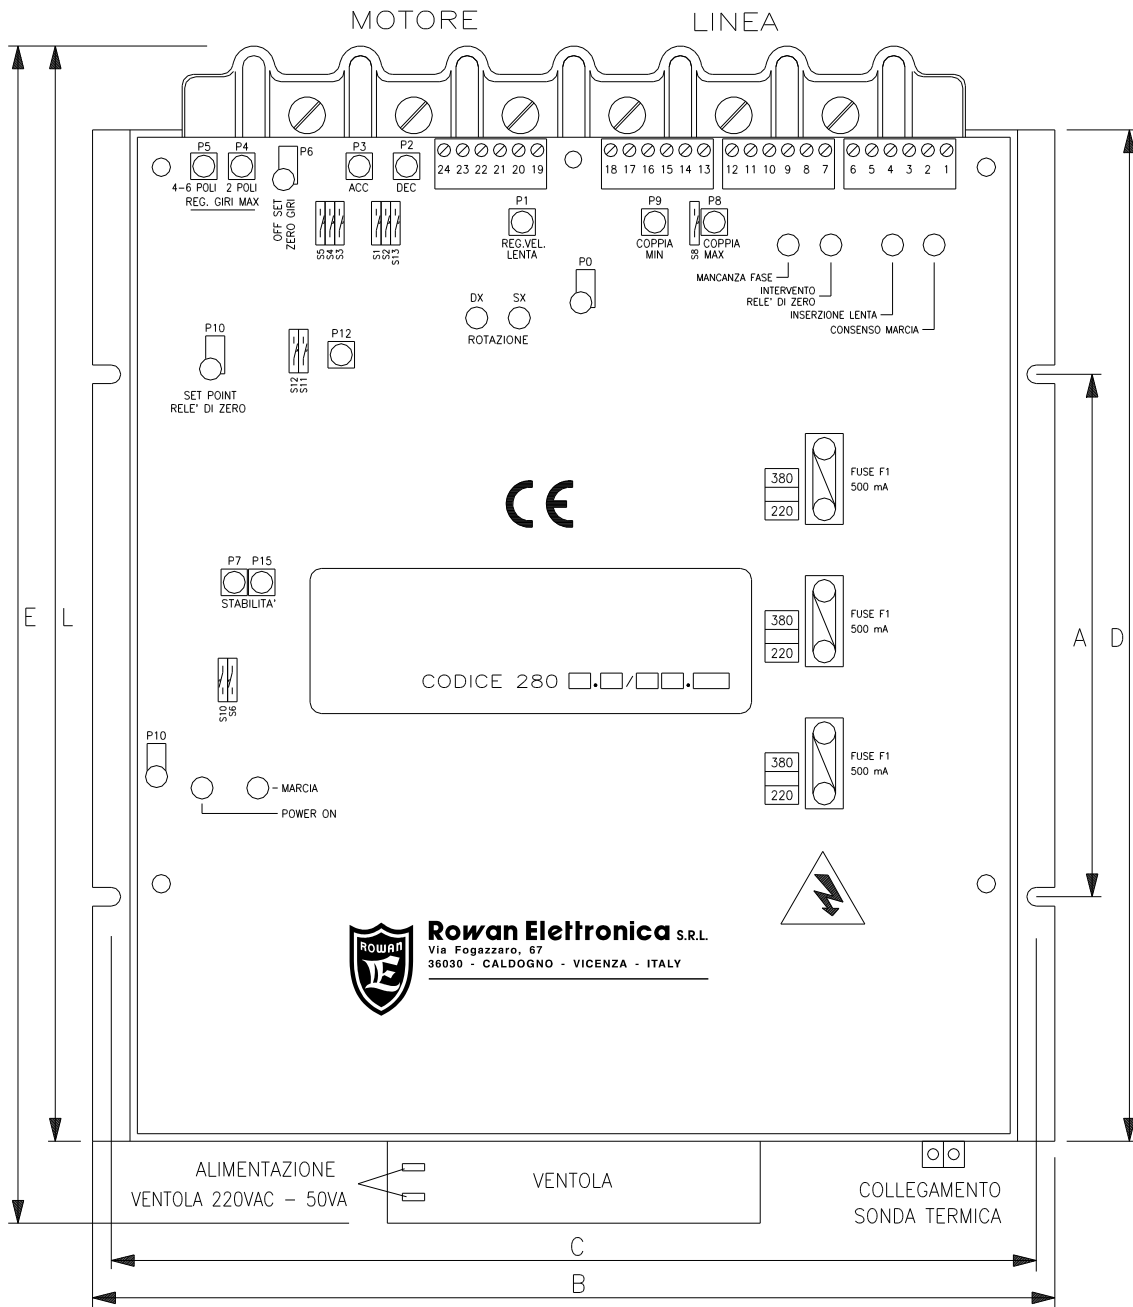 MOTORE LINEA
P5 P4 P6 P3 P2
4-6 POLI 2 POLI ACC DEC
REG. GIRI MAX
OFF SET
ZERO GIRI
24 23 22 21 20 19
18 17 16 15 14 13
12 11 10 9 8 7
6 5 4 3 2 1
S5 S4 S3
S1 S2 S13
P1
REG.VEL.
LENTA
P9
COPPIA
MIN
S8
P8
COPPIA
MAX
MANCANZA FASE
INTERVENTO
RELE' DI ZERO
INSERZIONE LENTA
CONSENSO MARCIA
P0
DX SX
ROTAZIONE
P10
SET POINT
RELE' DI ZERO
S12 S11
P12
380
220
FUSE F1
500 mA
CE
P7 P15
STABILITA'
380
220
FUSE F1
500 mA
CODICE 280 . / .
S10 S6
P10
MARCIA
POWER ON
380
220
FUSE F1
500 mA
ROWAN
E
Rowan Elettronica S.R.L.
Via Fogazzaro, 67
36030 - CALDOGNO - VICENZA - ITALY
E L A D
ALIMENTAZIONE
VENTOLA 220VAC - 50VA
VENTOLA
COLLEGAMENTO
SONDA TERMICA
C
B